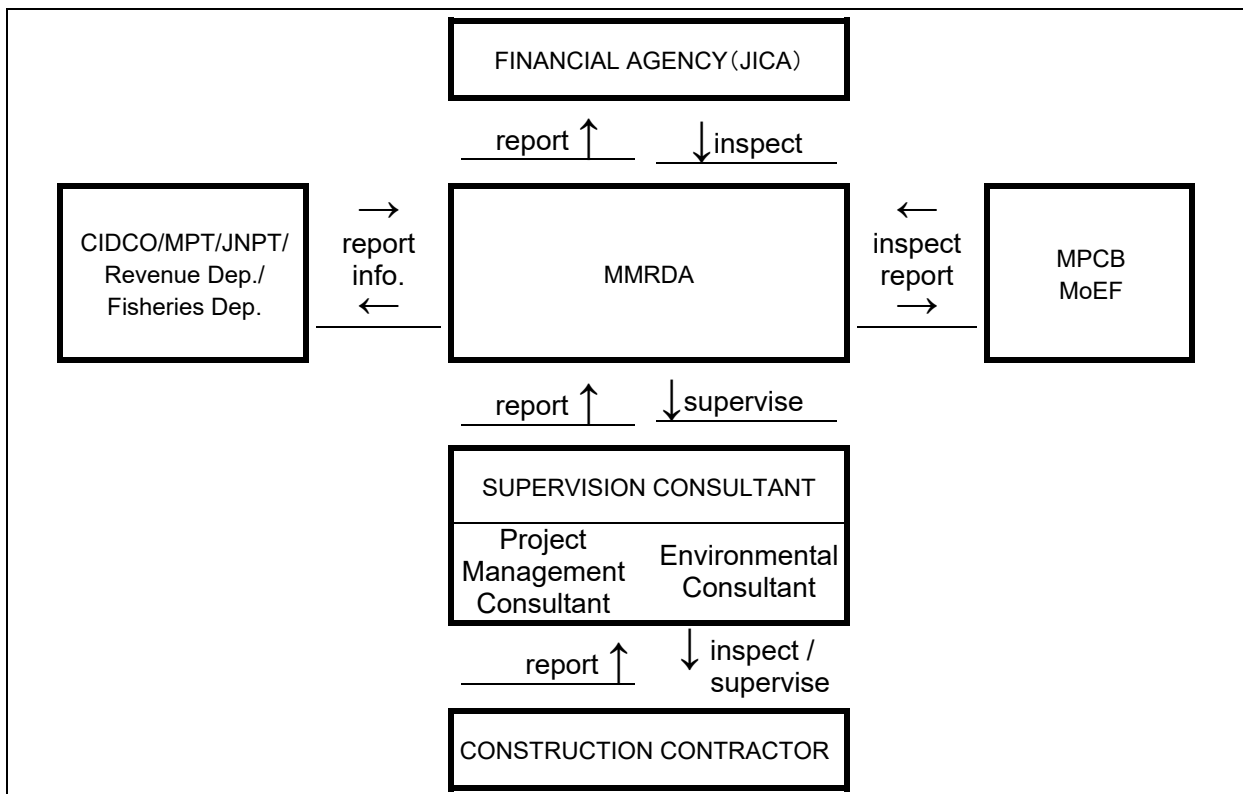 FINANCIAL AGENCY（JICA）
report ↑
↓ inspect
CIDCO/MPT/JNPT/
Revenue Dep./
Fisheries Dep.
→
report
info.
←
MMRDA
←
inspect
report
→
MPCB
MoEF
report ↑
↓ supervise
SUPERVISION CONSULTANT
Project
Management
Consultant
Environmental
Consultant
report ↑
↓ inspect /
supervise
CONSTRUCTION CONTRACTOR